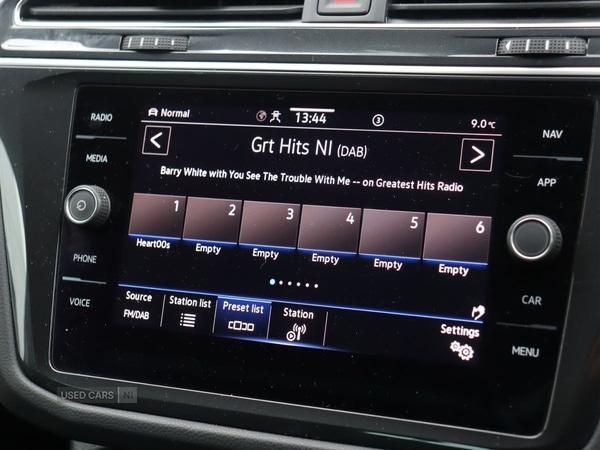 Normal
13:44
3
9.0°C
RADIO
NAV
MEDIA
APP
PHONE
CAR
VOICE
MENU
<
Grt Hits NI (DAB)
>
Barry White with You See The Trouble With Me -- on Greatest Hits Radio
1 2 3 4 5 6
Heart00s Empty Empty Empty Empty Empty
Source
FM/DAB
Station list
Preset list
Station
Settings
USED CARS NI